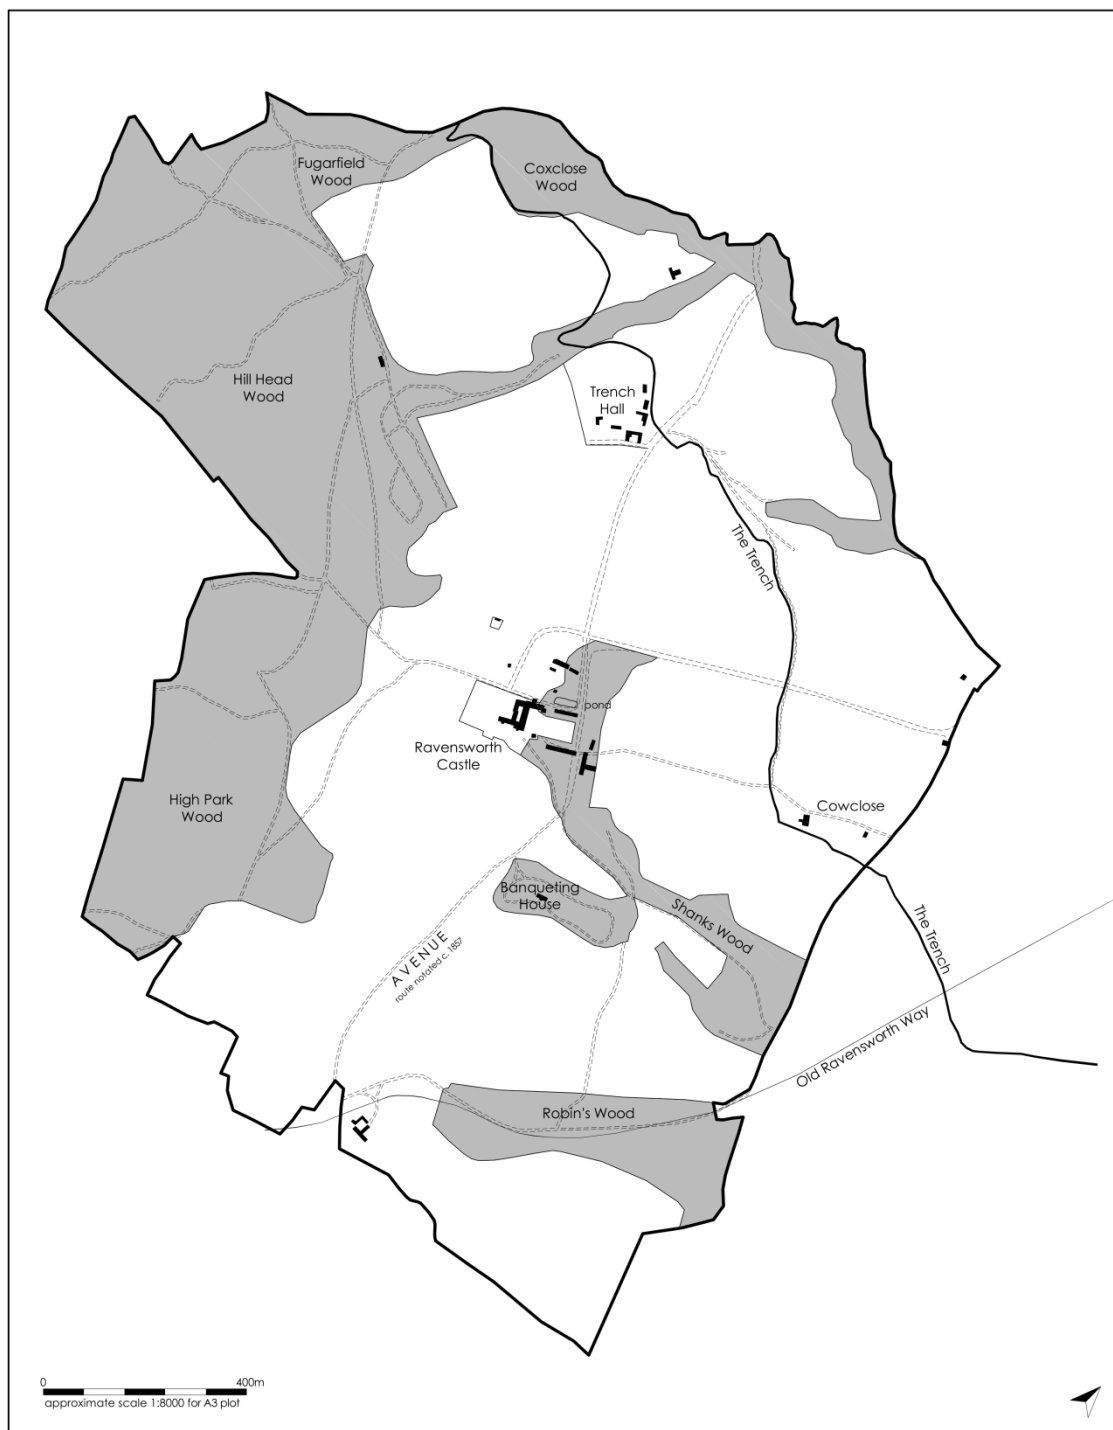 Fugarfield
Wood
Coxclose
Wood
Hill Head
Wood
Trench
Hall
The Trench
pond
Ravensworth
Castle
High Park
Wood
Cowclose
Banqueting
House
Shanks Wood
AVENUE
route notated c. 1857
The Trench
Old Ravensworth Way
Robin's Wood
0 400m
approximate scale 1:8000 for A3 plot